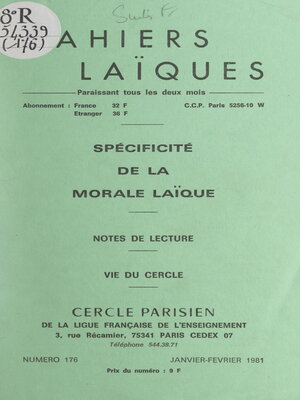 8°R
51339
(176)
AHIERS
LAÏQUES
Paraissant tous les deux mois
Abonnement : France 32 F C.C.P. Paris 5256-10 W
Etranger 36 F
SPÉCIFICITÉ
DE LA
MORALE LAÏQUE
NOTES DE LECTURE
VIE DU CERCLE
CERCLE PARISIEN
DE LA LIGUE FRANÇAISE DE L'ENSEIGNEMENT
3, rue Récamier, 75341 PARIS CEDEX 07
Téléphone 544.38.71
NUMERO 176 JANVIER-FEVRIER 1981
Prix du numéro : 9 F